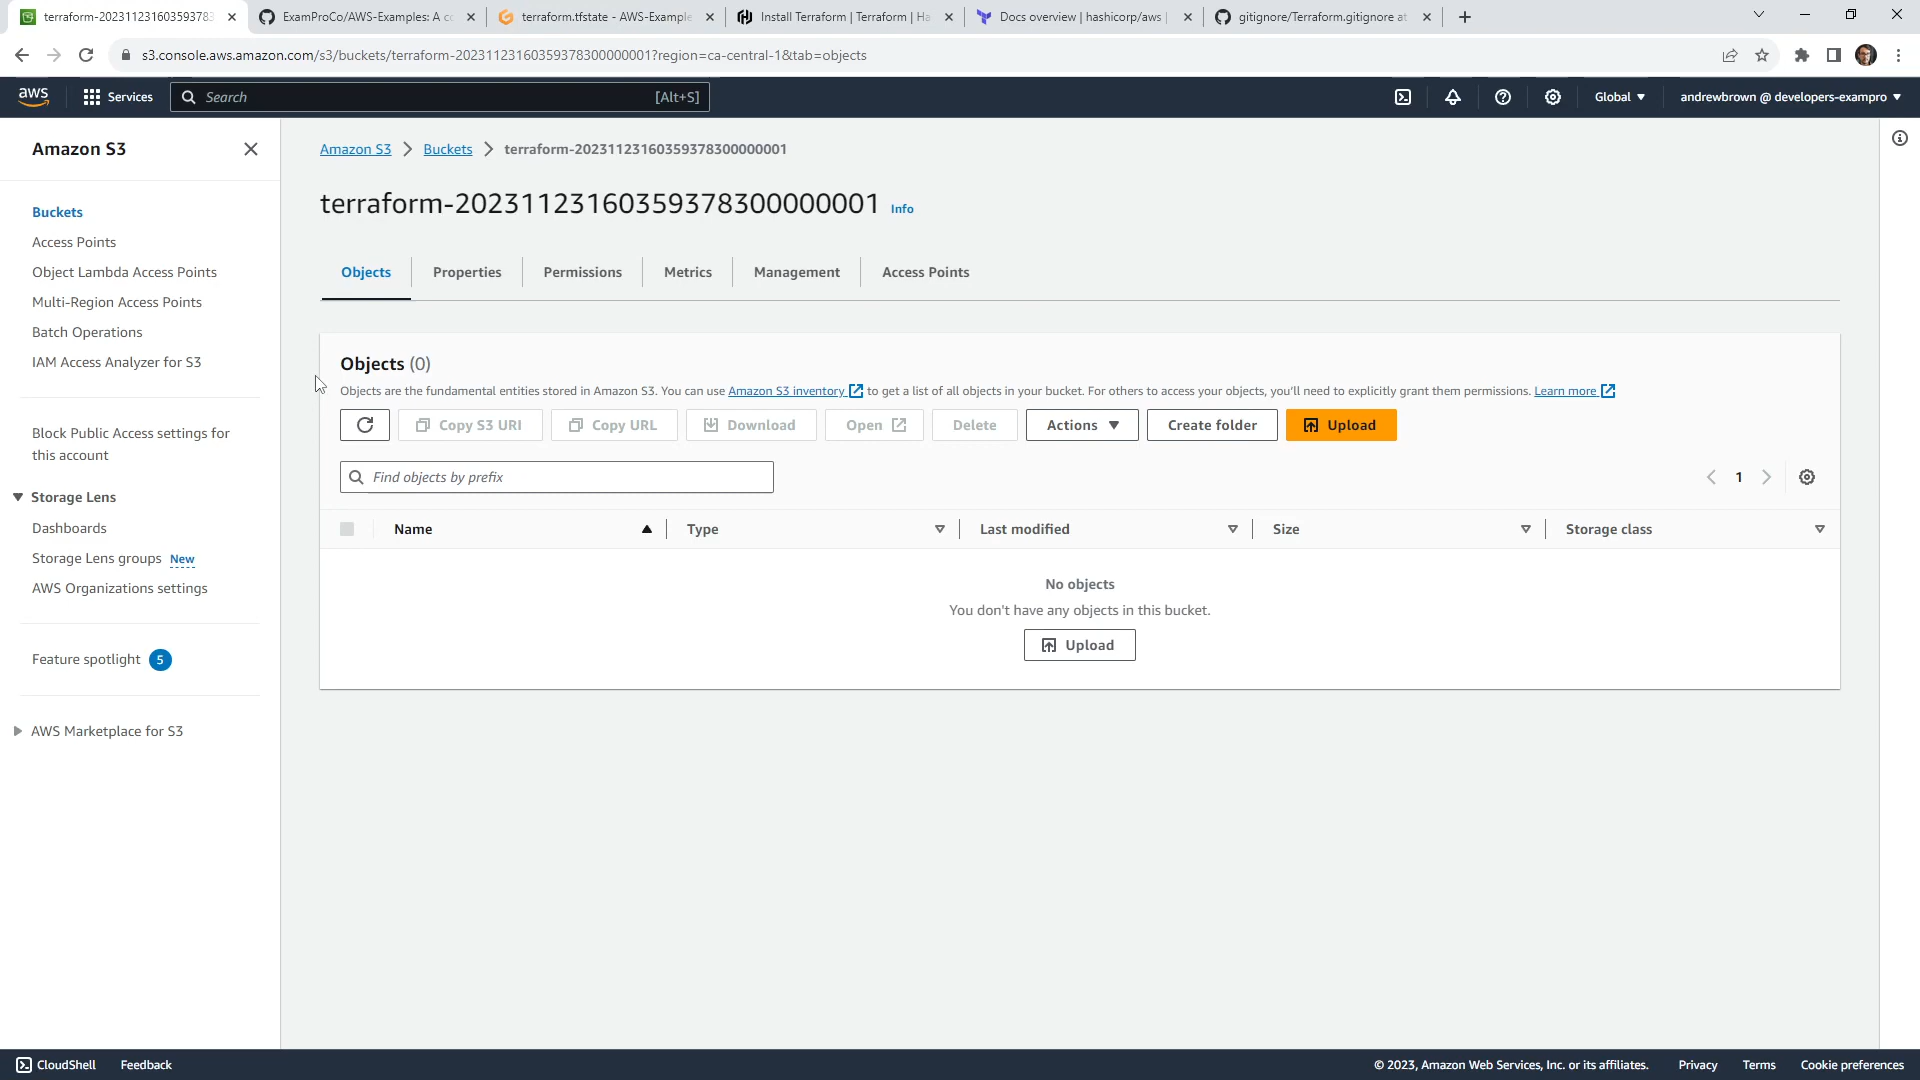 terraform-202311231603593783
ExamProCo/AWS-Examples: A co
terraform.tfstate - AWS-Example
Install Terraform | Terraform | Ha
Docs overview | hashicorp/aws |
gitignore/Terraform.gitignore at
s3.console.aws.amazon.com/s3/buckets/terraform-20231123160359378300000001?region=ca-central-1&tab=objects
aws
Services
Search
[Alt+S]
Global
andrewbrown @ developers-exampro
Amazon S3
Buckets
Access Points
Object Lambda Access Points
Multi-Region Access Points
Batch Operations
IAM Access Analyzer for S3
Block Public Access settings for
this account
Storage Lens
Dashboards
Storage Lens groups New
AWS Organizations settings
Feature spotlight 5
AWS Marketplace for S3
Amazon S3 > Buckets > terraform-20231123160359378300000001
terraform-20231123160359378300000001 Info
Objects
Properties
Permissions
Metrics
Management
Access Points
Objects (0)
Objects are the fundamental entities stored in Amazon S3. You can use Amazon S3 inventory to get a list of all objects in your bucket. For others to access your objects, you'll need to explicitly grant them permissions. Learn more
Copy S3 URI
Copy URL
Download
Open
Delete
Actions
Create folder
Upload
Find objects by prefix
1
Name
Type
Last modified
Size
Storage class
No objects
You don't have any objects in this bucket.
Upload
CloudShell
Feedback
© 2023, Amazon Web Services, Inc. or its affiliates.
Privacy
Terms
Cookie preferences